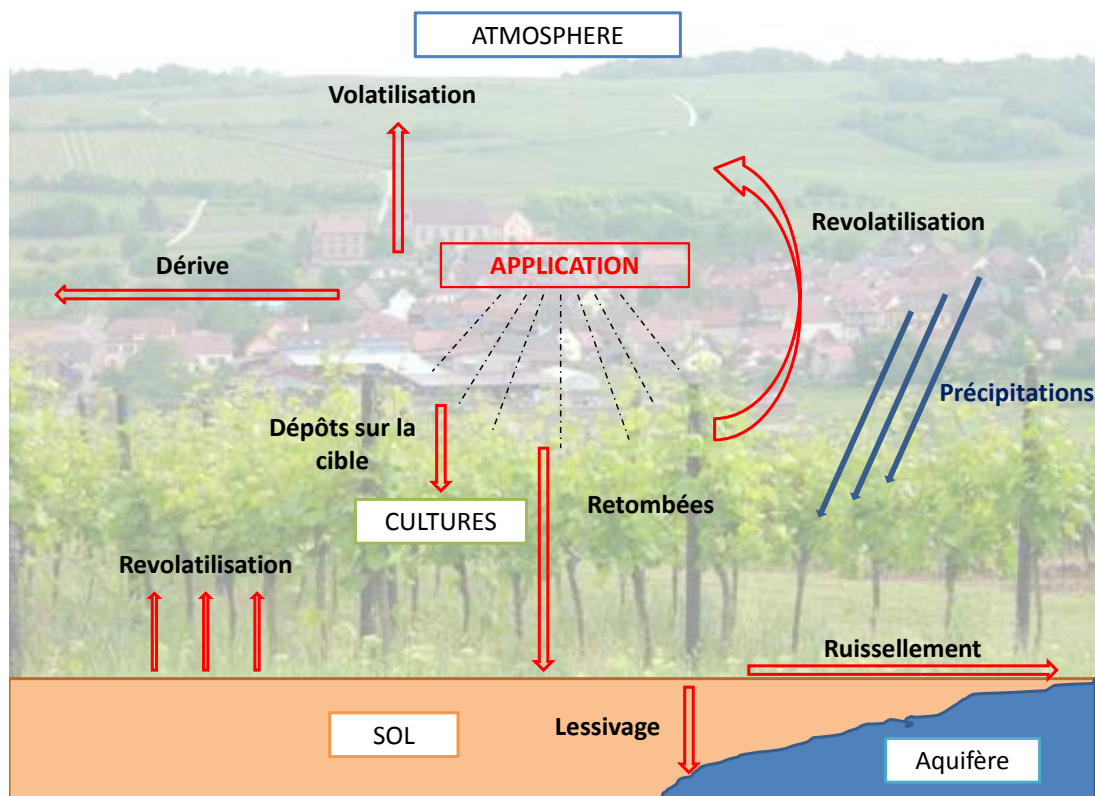 ATMOSPHERE
Volatilisation
Revolatilisation
Dérive
APPLICATION
Précipitations
Dépôts sur la
cible
CULTURES
Retombées
Revolatilisation
Ruissellement
Lessivage
SOL
Aquifère